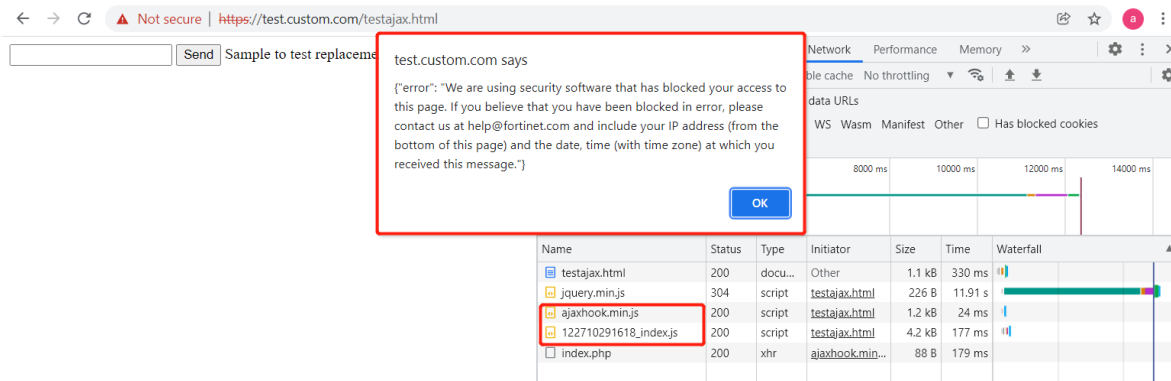 Not secure | https://test.custom.com/testajax.html
a
Send Sample to test replaceme
test.custom.com says
{"error": "We are using security software that has blocked your access to
this page. If you believe that you have been blocked in error, please
contact us at help@fortinet.com and include your IP address (from the
bottom of this page) and the date, time (with time zone) at which you
received this message."}
OK
Network Performance Memory
ble cache No throttling
data URLs
WS Wasm Manifest Other Has blocked cookies
8000 ms 10000 ms 12000 ms 14000 ms
Name Status Type Initiator Size Time Waterfall
testajax.html 200 docu... Other 1.1 kB 330 ms
jquery.min.js 304 script testajax.html 226 B 11.91 s
ajaxhook.min.js 200 script testajax.html 1.2 kB 24 ms
122710291618_index.js 200 script testajax.html 4.2 kB 177 ms
index.php 200 xhr ajaxhook.min... 88 B 179 ms